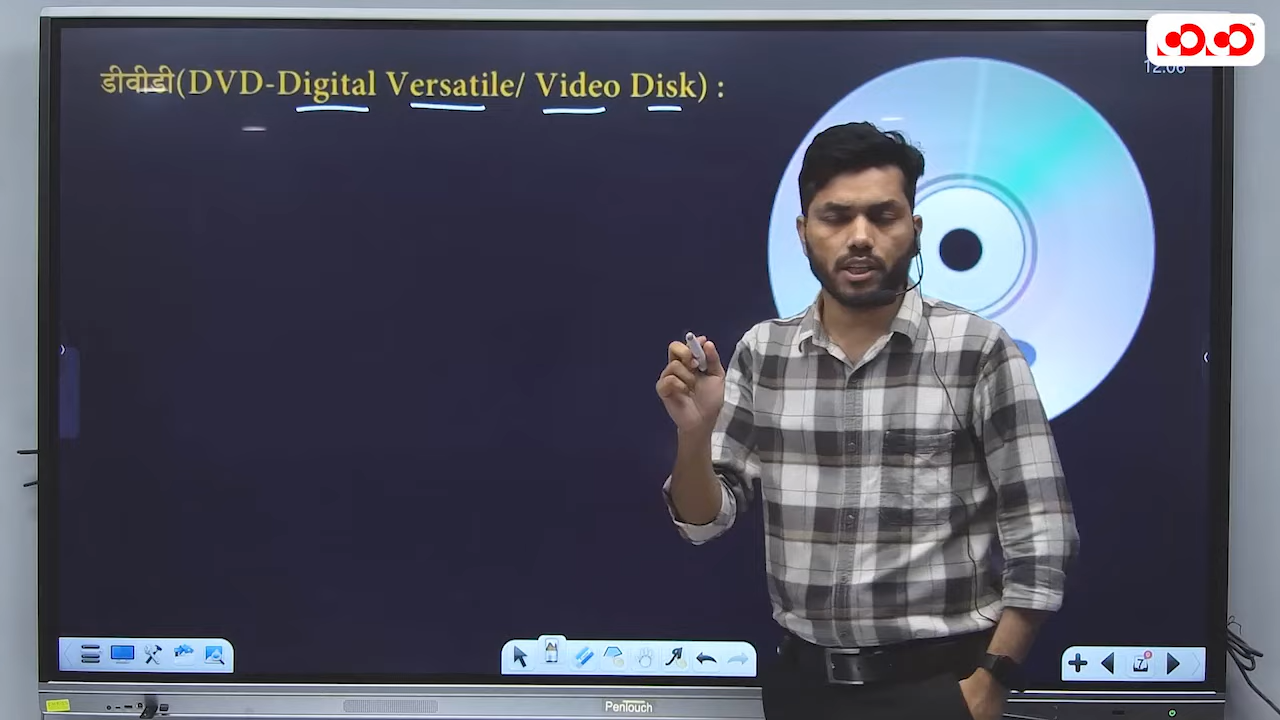 डीवीडी(DVD-Digital Versatile/ Video Disk) :
12:06
PenTouch